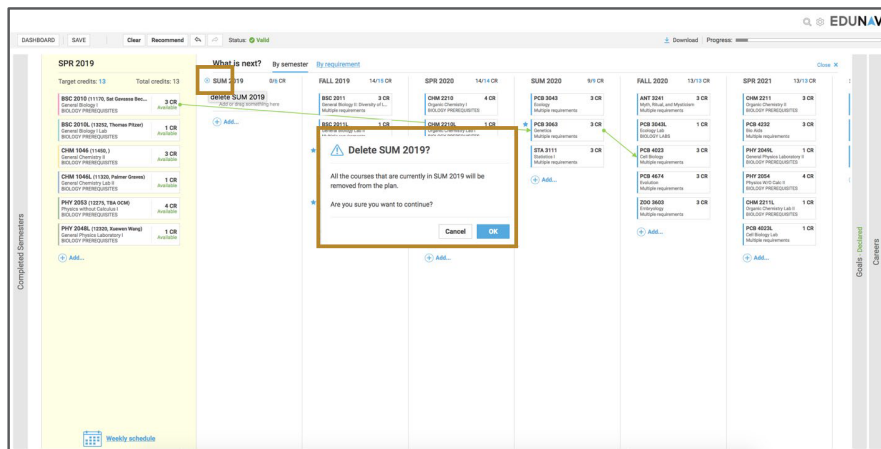 EDUNAV
DASHBOARD SAVE Clear Recommend Status: Valid
Download Progress:
SPR 2019
Target credits: 13 Total credits: 13
BSC 2010 (11170, Sat Gavassa Bec...
3 CR
General Biology I
Available
BIOLOGY PREREQUISITES
BSC 2010L (13252, Thomas Pitzer)
1 CR
General Biology I Lab
Available
BIOLOGY PREREQUISITES
CHM 1046 (11450, )
3 CR
General Chemistry II
Available
BIOLOGY PREREQUISITES
CHM 1046L (11320, Palmer Graves)
1 CR
General Chemistry Lab II
Available
BIOLOGY PREREQUISITES
PHY 2053 (12275, TBA OCM)
4 CR
Physics without Calculus I
Available
BIOLOGY PREREQUISITES
PHY 2048L (12320, Xuewen Wang)
1 CR
General Physics Laboratory I
Available
BIOLOGY PREREQUISITES
Add...
Weekly schedule
Completed Semesters
What is next? By semester By requirement
Close X
SUM 2019 0/6 CR
delete SUM 2019
Add or drag something here
Add...
FALL 2019 14/15 CR
BSC 2011 3 CR
General Biology II: Diversity of L...
Multiple requirements
BSC 2011L 1 CR
General Biology Lab II
SPR 2020 14/14 CR
CHM 2210 4 CR
Organic Chemistry I
BIOLOGY PREREQUISITES
CHM 2210L 1 CR
Organic Chemistry Lab I
Add...
Delete SUM 2019?
All the courses that are currently in SUM 2019 will be
removed from the plan.
Are you sure you want to continue?
Cancel OK
SUM 2020 9/9 CR
PCB 3043 3 CR
Ecology
Multiple requirements
PCB 3063 3 CR
Genetics
Multiple requirements
STA 3111 3 CR
Statistics I
Multiple requirements
Add...
FALL 2020 13/13 CR
ANT 3241 3 CR
Myth, Ritual, and Mysticism
Multiple requirements
PCB 3043L 1 CR
Ecology Lab
BIOLOGY LABS
PCB 4023 3 CR
Cell Biology
Multiple requirements
PCB 4674 3 CR
Evolution
Multiple requirements
ZOO 3603 3 CR
Embryology
Multiple requirements
Add...
SPR 2021 13/13 CR
CHM 2211 3 CR
Organic Chemistry II
BIOLOGY PREREQUISITES
PCB 4232 3 CR
Bio Aids
Multiple requirements
PHY 2049L 1 CR
General Physics Laboratory II
BIOLOGY PREREQUISITES
PHY 2054 4 CR
Physics W/O Calc II
BIOLOGY PREREQUISITES
CHM 2211L 1 CR
Organic Chemistry Lab II
BIOLOGY PREREQUISITES
PCB 4023L 1 CR
Cell Biology Lab
Multiple requirements
Add...
Goals - Declared
Careers